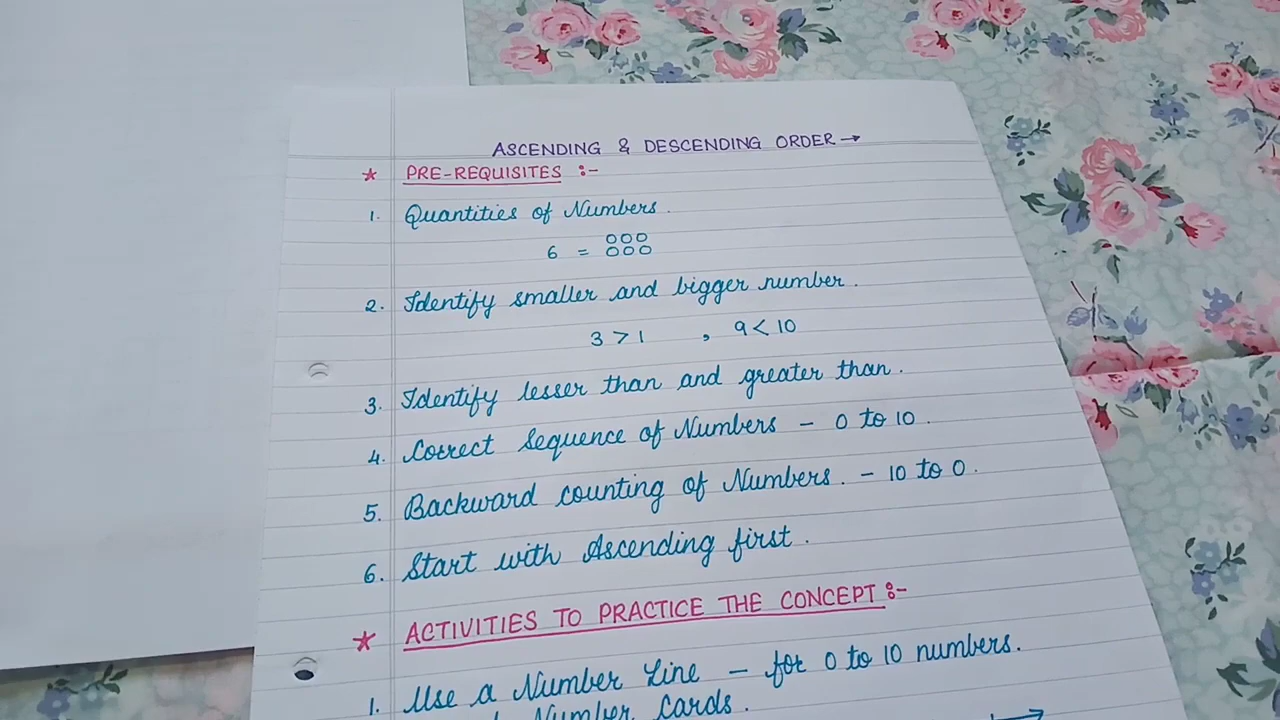 ASCENDING & DESCENDING ORDER →
* PRE-REQUISITES :-
1. Quantities of Numbers.
6 = ooo
ooo
2. Identify smaller and bigger number.
3 > 1 , 9 < 10
3. Identify lesser than and greater than.
4. Correct Sequence of Numbers - 0 to 10.
5. Backward counting of Numbers. - 10 to 0.
6. Start with Ascending first.
* ACTIVITIES TO PRACTICE THE CONCEPT :-
1. Use a Number Line - for 0 to 10 numbers.
Number Cards.